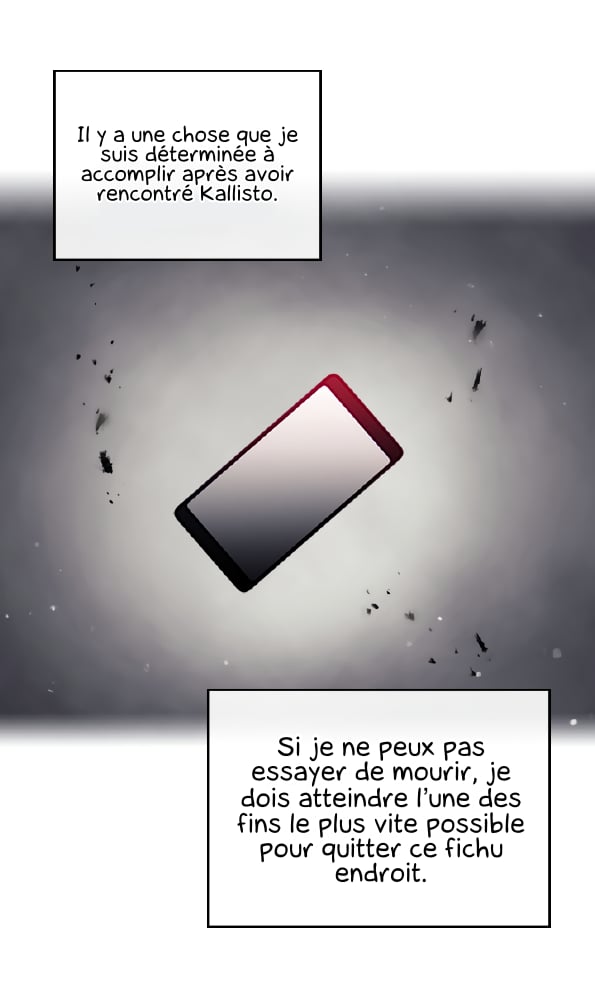 Il y a une chose que je
suis déterminée à
accomplir après avoir
rencontré Kallisto.
Si je ne peux pas
essayer de mourir, je
dois atteindre l'une des
fins le plus vite possible
pour quitter ce fichu
endroit.